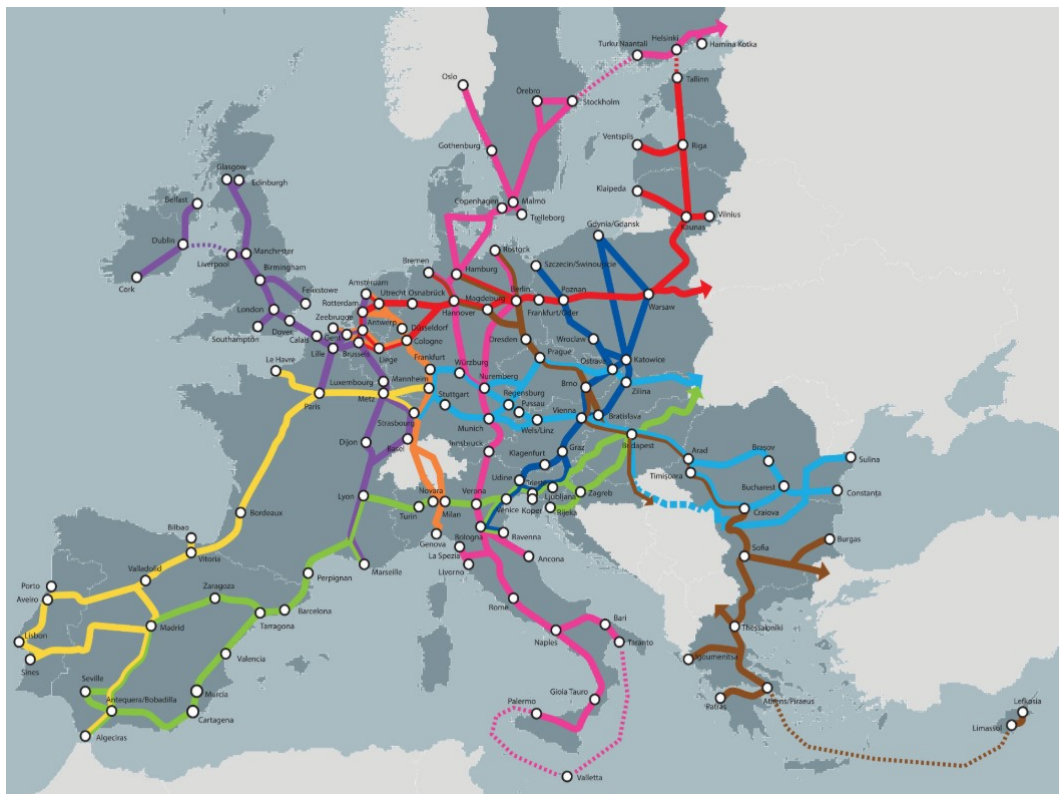 Turku Naantali
Helsinki
Hamina Kotka
Tallinn
Oslo
Örebro
Stockholm
Ventspils
Riga
Gothenburg
Klaipeda
Vilnius
Kaunas
Glasgow
Edinburgh
Belfast
Copenhagen
Malmö
Trelleborg
Dublin
Liverpool
Manchester
Cork
Birmingham
Felixstowe
Gdynia/Gdansk
Rostock
Szczecin/Swinoujscie
Bremen
Hamburg
Amsterdam
Utrecht
Osnabrück
Rotterdam
Magdeburg
Berlin
Poznan
Hannover
Frankfurt/Oder
Warsaw
London
Dover
Southampton
Calais
Zeebrugge
Antwerp
Düsseldorf
Cologne
Lille
Brussels
Liège
Dresden
Wroclaw
Prague
Ostrava
Katowice
Le Havre
Frankfurt
Würzburg
Luxembourg
Mannheim
Metz
Nuremberg
Brno
Zilina
Paris
Stuttgart
Regensburg
Passau
Strasbourg
Munich
Wels/Linz
Vienna
Bratislava
Dijon
Basel
Innsbruck
Klagenfurt
Graz
Budapest
Arad
Brașov
Sulina
Timișoara
Udine
Lyon
Novara
Milan
Turin
Verona
Venice
Koper
Ljubljana
Zagreb
Rijeka
Bucharest
Constanța
Craiova
Bordeaux
Genova
Bologna
Ravenna
La Spezia
Livorno
Ancona
Sofia
Burgas
Bilbao
Vitoria
Marseille
Perpignan
Valladolid
Porto
Aveiro
Zaragoza
Barcelona
Tarragona
Rome
Madrid
Lisbon
Sines
Naples
Bari
Taranto
Thessaloniki
Igoumenitsa
Valencia
Seville
Antequera/Bobadilla
Murcia
Cartagena
Algeciras
Palermo
Gioia Tauro
Patras
Athens/Piraeus
Lefkosia
Limassol
Valletta